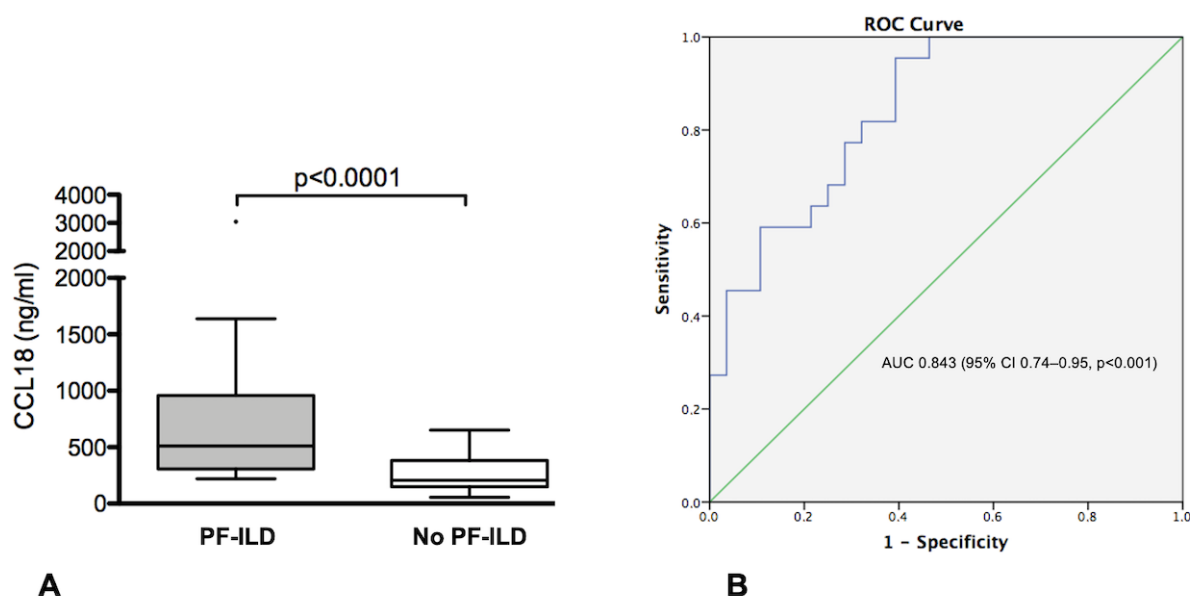 p<0.0001
4000
3000
2000
2000
1500
1000
500
0
CCL18 (ng/ml)
PF-ILD
No PF-ILD
A
ROC Curve
1.0
0.8
0.6
0.4
0.2
0.0
Sensitivity
AUC 0.843 (95% CI 0.74–0.95, p<0.001)
0.0 0.2 0.4 0.6 0.8 1.0
1 - Specificity
B